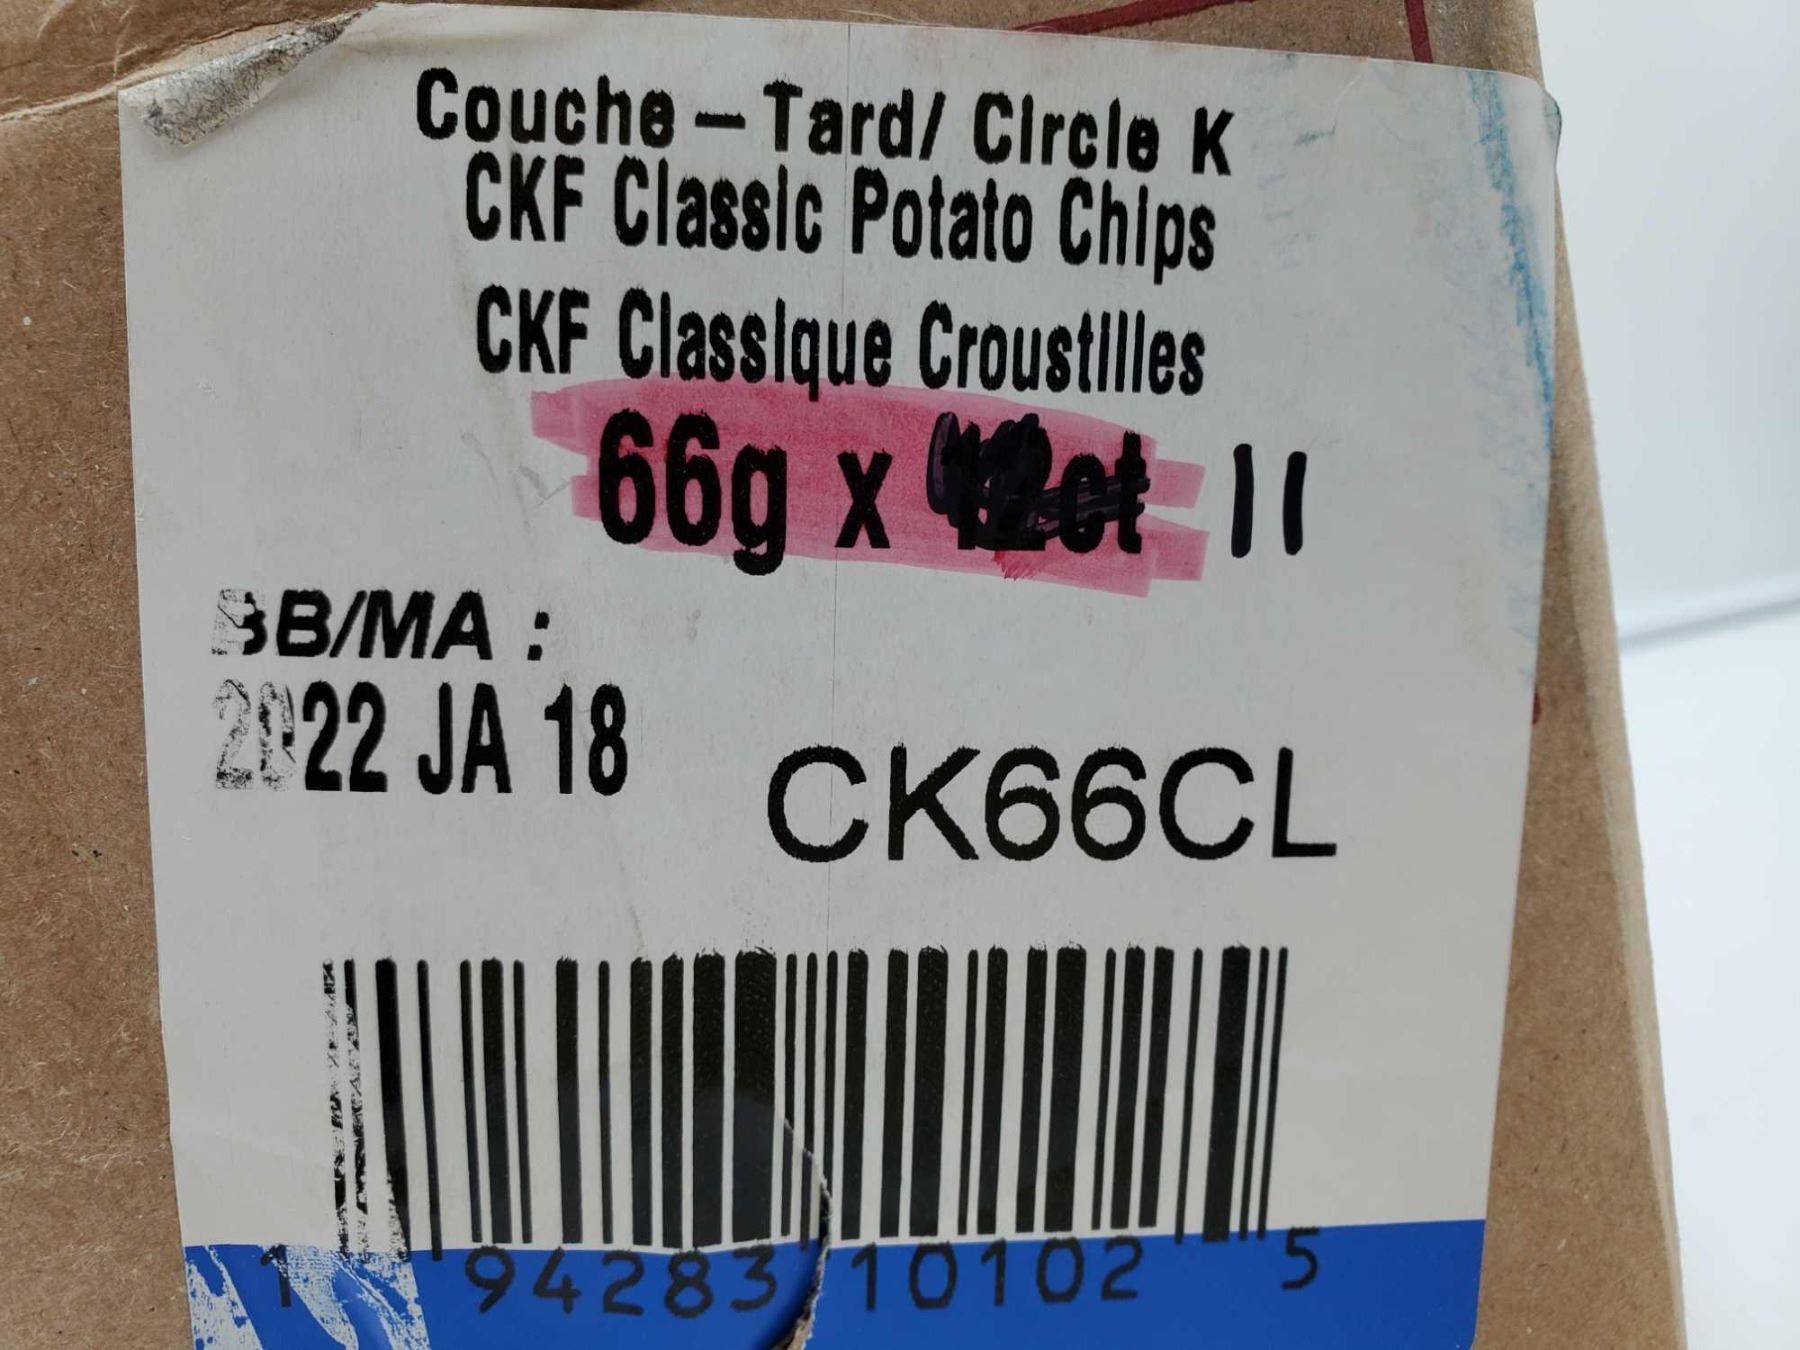 Couche - Tard/ Circle K
CKF Classic Potato Chips
CKF Classique Croustilles
66g x 12ct 11
BB/MA :
2022 JA 18
CK66CL
1 94283 10102 5